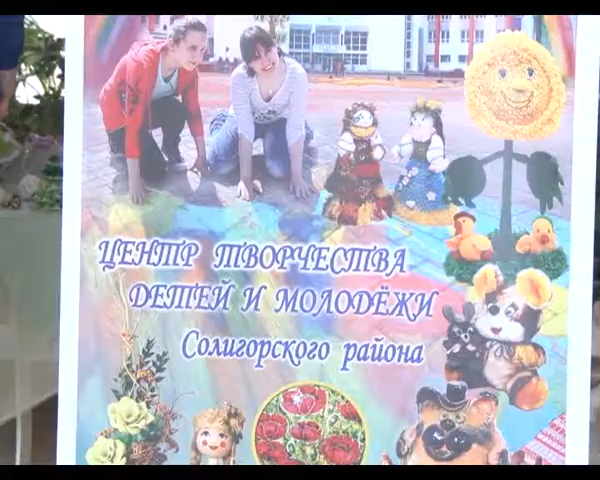 ЦЕНТР ТВОРЧЕСТВА
ДЕТЕЙ И МОЛОДЁЖИ
Солигорского района